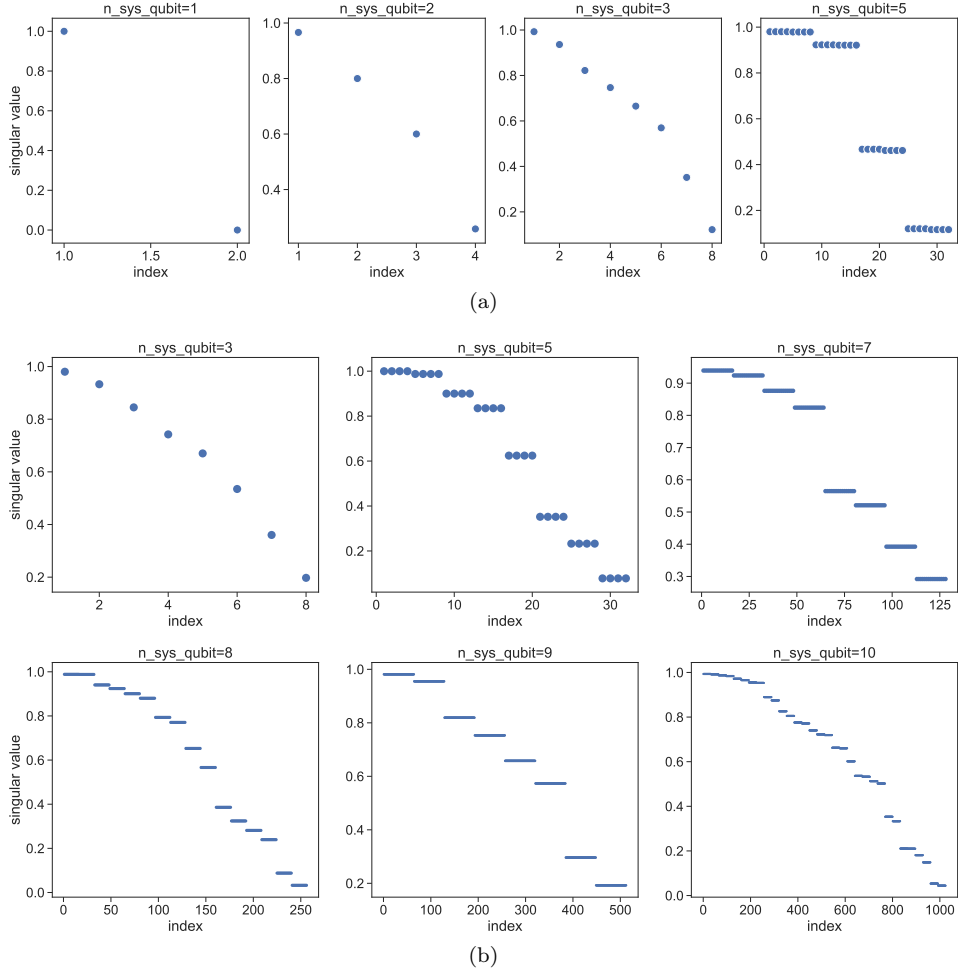 n_sys_qubit=1 n_sys_qubit=2 n_sys_qubit=3 n_sys_qubit=5
singular value
1.0
0.8
0.6
0.4
0.2
0.0
1.0 1.5 2.0
index
1.0
0.8
0.6
0.4
1 2 3 4
index
1.0
0.8
0.6
0.4
0.2
2 4 6 8
index
1.0
0.8
0.6
0.4
0.2
0 10 20 30
index
(a)
n_sys_qubit=3 n_sys_qubit=5 n_sys_qubit=7
singular value
1.0
0.8
0.6
0.4
0.2
2 4 6 8
index
1.0
0.8
0.6
0.4
0.2
0 10 20 30
index
0.9
0.8
0.7
0.6
0.5
0.4
0.3
0 25 50 75 100 125
index
n_sys_qubit=8 n_sys_qubit=9 n_sys_qubit=10
singular value
1.0
0.8
0.6
0.4
0.2
0.0
0 50 100 150 200 250
index
1.0
0.8
0.6
0.4
0.2
0 100 200 300 400 500
index
1.0
0.8
0.6
0.4
0.2
0.0
0 200 400 600 800 1000
index
(b)